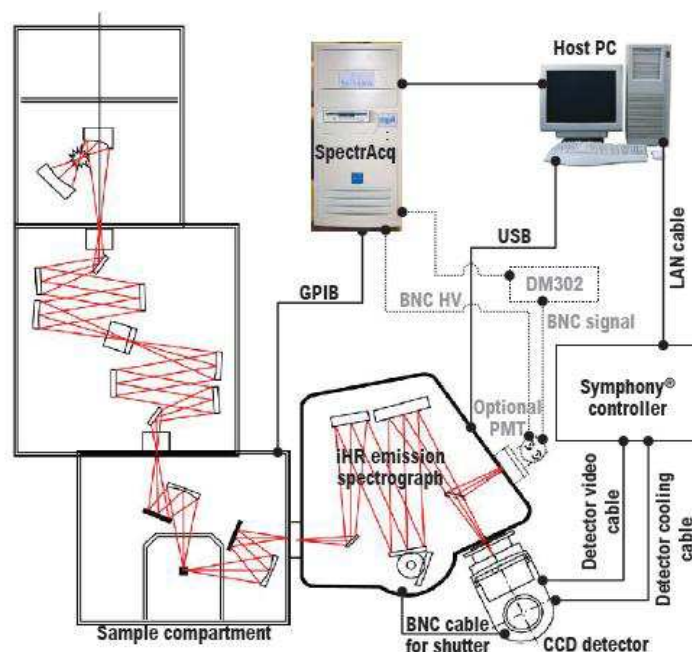 Host PC
SpectrAcq
USB
LAN cable
GPIB
DM302
BNC HV
BNC signal
Symphony®
controller
Optional
PMT
iHR emission
spectrograph
Detector video
cable
Detector cooling
cable
Sample compartment
BNC cable
for shutter
CCD detector